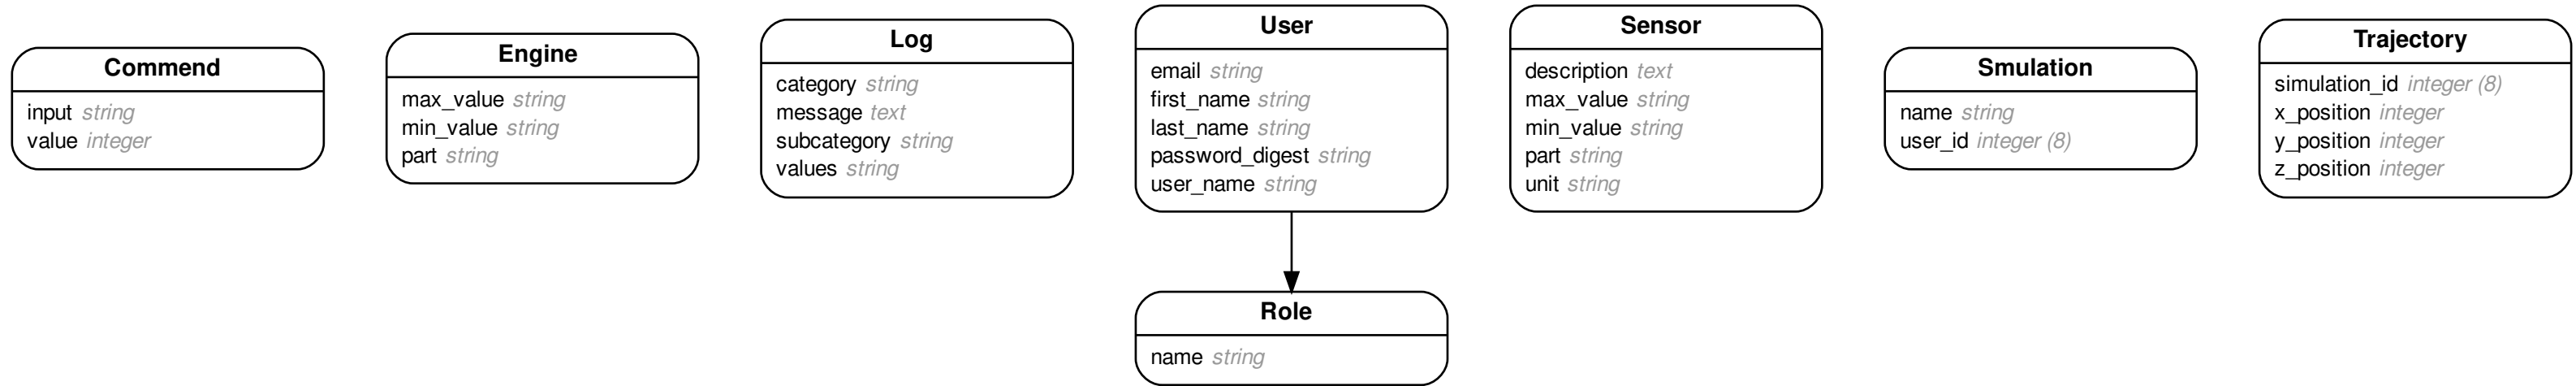 Commend
input string
value integer
Engine
max_value string
min_value string
part string
Log
category string
message text
subcategory string
values string
User
email string
first_name string
last_name string
password_digest string
user_name string
Role
name string
Sensor
description text
max_value string
min_value string
part string
unit string
Smulation
name string
user_id integer (8)
Trajectory
simulation_id integer (8)
x_position integer
y_position integer
z_position integer